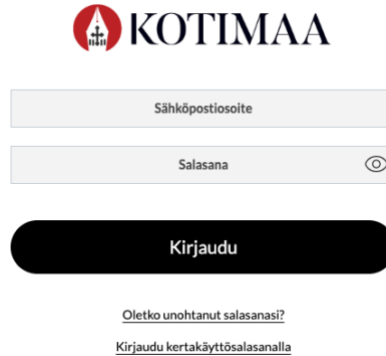 KOTIMAA
Sähköpostiosoite
Salasana
Kirjaudu
Oletko unohtanut salasanasi?
Kirjaudu kertakäyttösalasanalla